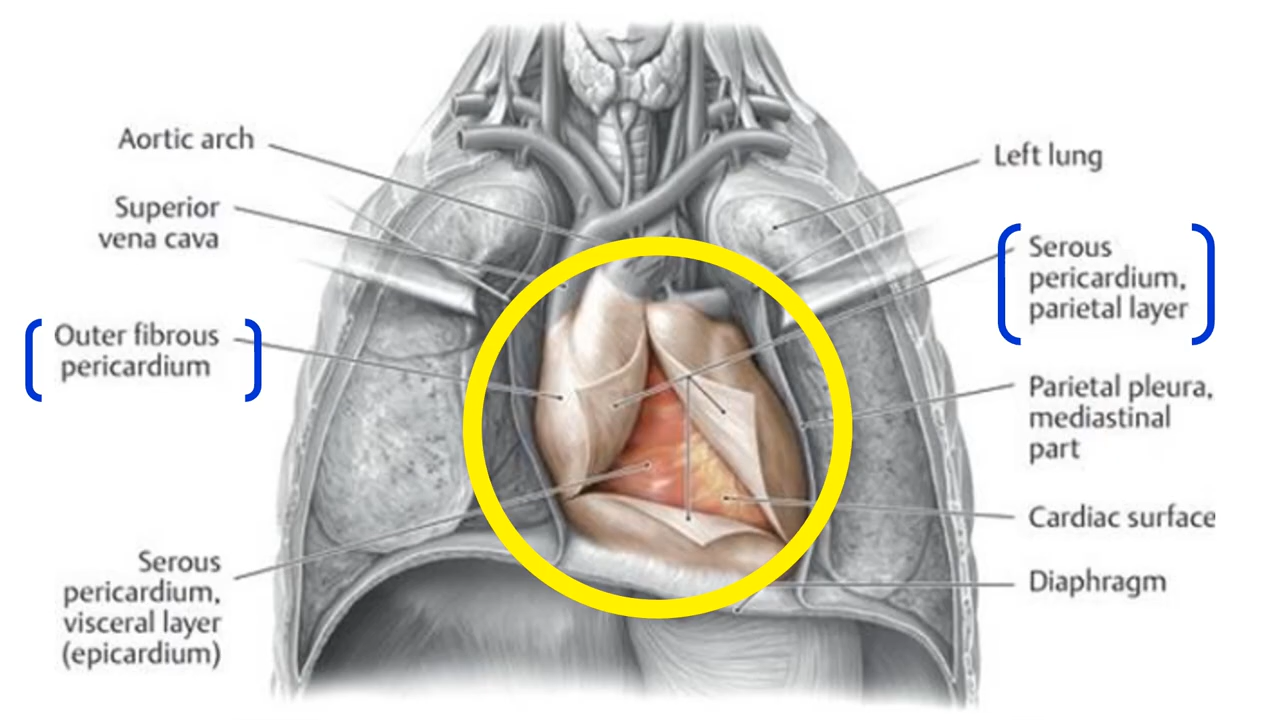 Aortic arch
Superior
vena cava
Outer fibrous
pericardium
Serous
pericardium,
visceral layer
(epicardium)
Left lung
Serous
pericardium,
parietal layer
Parietal pleura,
mediastinal
part
Cardiac surface
Diaphragm